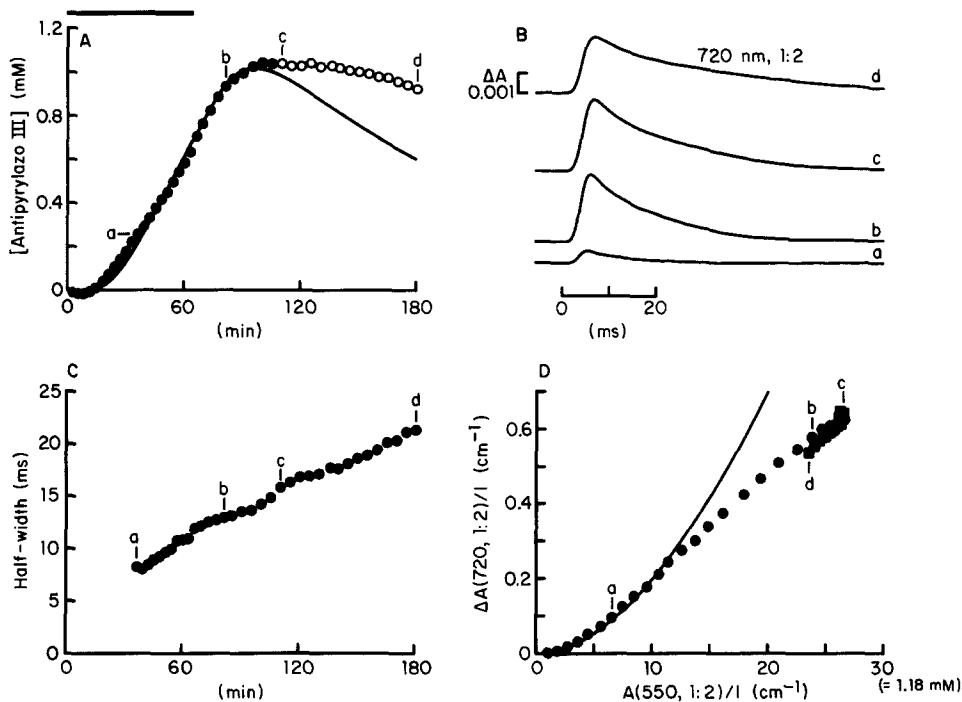 A
[Antipyrylazo III] (mM)
1.2
0.8
0.4
0
a
b
c
d
0
60
120
180
(min)
B
ΔA
0.001
720 nm, 1:2
d
c
b
a
0
20
(ms)
C
Half-width (ms)
25
20
15
10
5
0
a
b
c
d
0
60
120
180
(min)
D
ΔA(720, 1:2)/l (cm⁻¹)
0.6
0.4
0.2
0
a
b
c
d
0
10
20
30
A(550, 1:2)/l (cm⁻¹)
(= 1.18 mM)